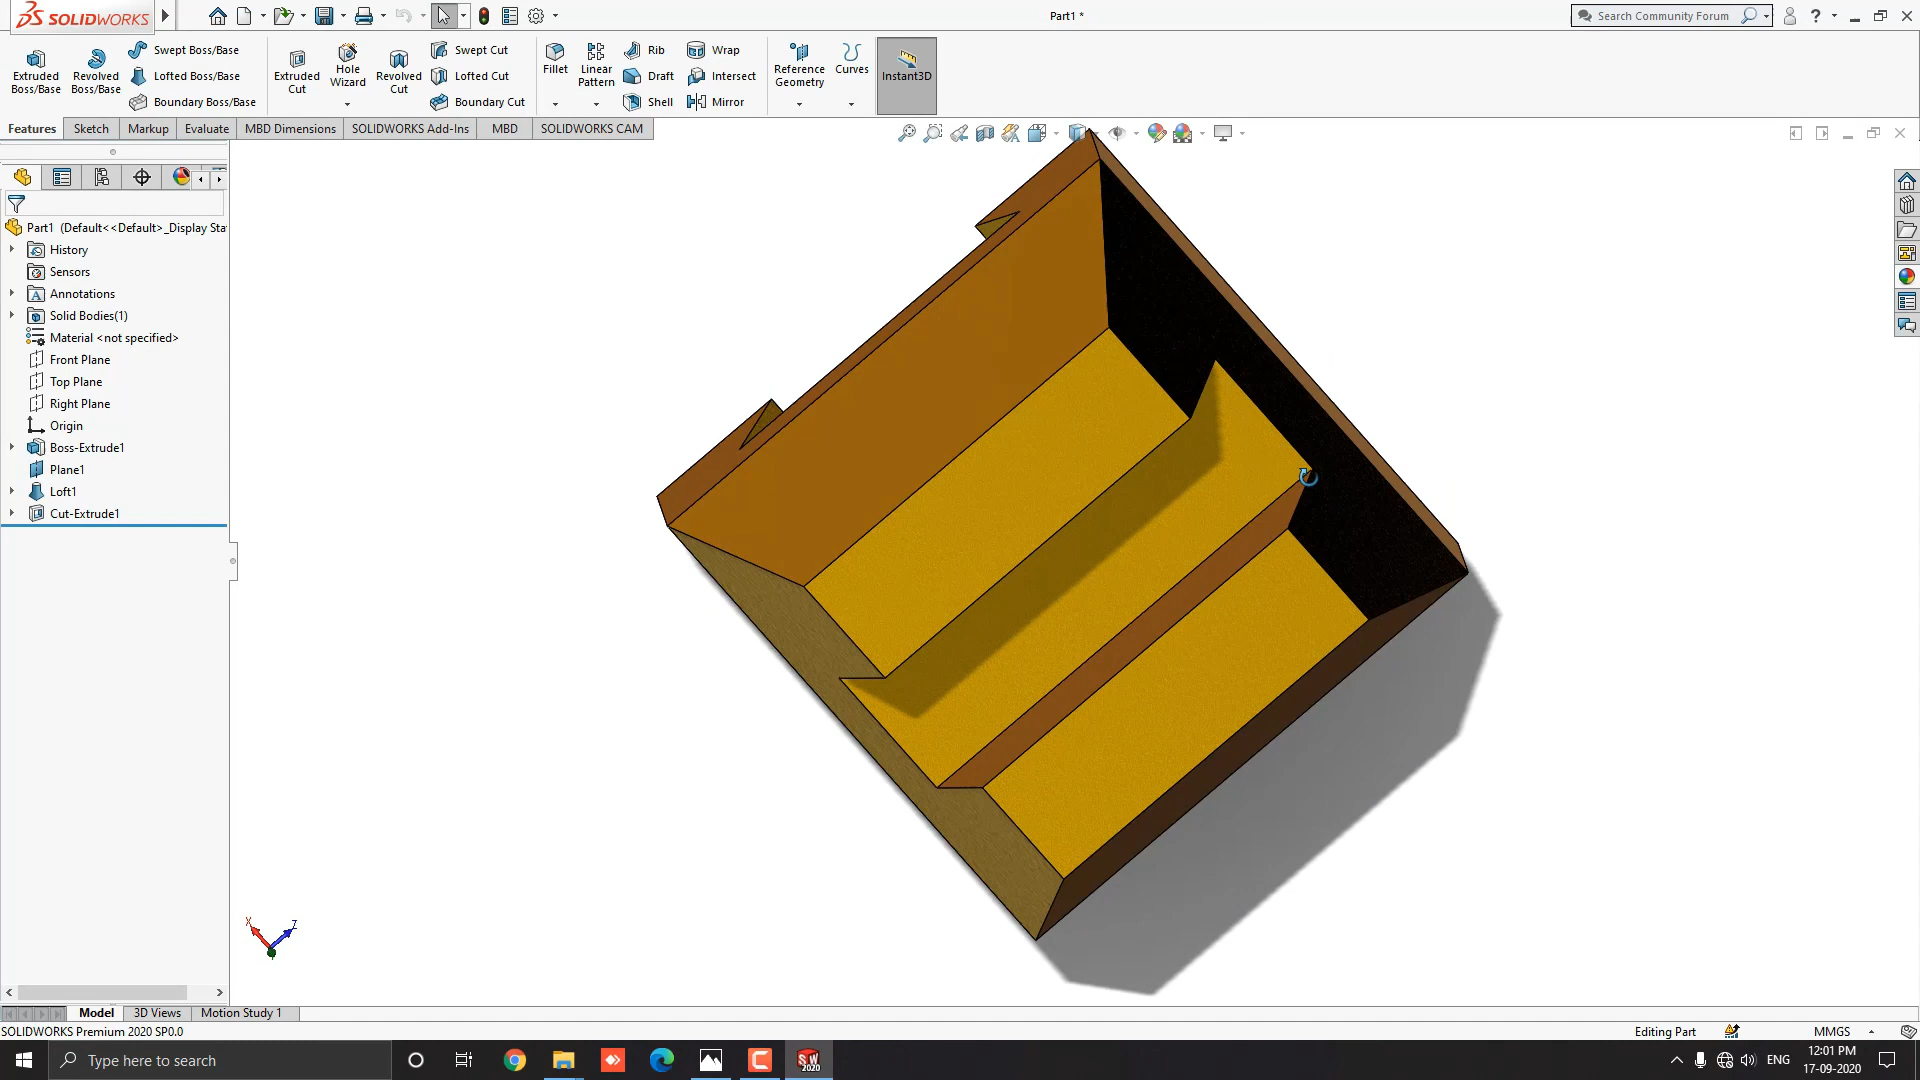 SOLIDWORKS
Part1 *
Search Community Forum
Extruded Boss/Base
Revolved Boss/Base
Swept Boss/Base
Lofted Boss/Base
Boundary Boss/Base
Extruded Cut
Hole Wizard
Revolved Cut
Swept Cut
Lofted Cut
Boundary Cut
Fillet
Linear Pattern
Rib
Draft
Shell
Wrap
Intersect
Mirror
Reference Geometry
Curves
Instant3D
Features
Sketch
Markup
Evaluate
MBD Dimensions
SOLIDWORKS Add-Ins
MBD
SOLIDWORKS CAM
Part1 (Default<<Default>_Display Sta
History
Sensors
Annotations
Solid Bodies(1)
Material <not specified>
Front Plane
Top Plane
Right Plane
Origin
Boss-Extrude1
Plane1
Loft1
Cut-Extrude1
X
Z
Model
3D Views
Motion Study 1
SOLIDWORKS Premium 2020 SP0.0
Editing Part
MMGS
Type here to search
SW 2020
ENG
12:01 PM
17-09-2020